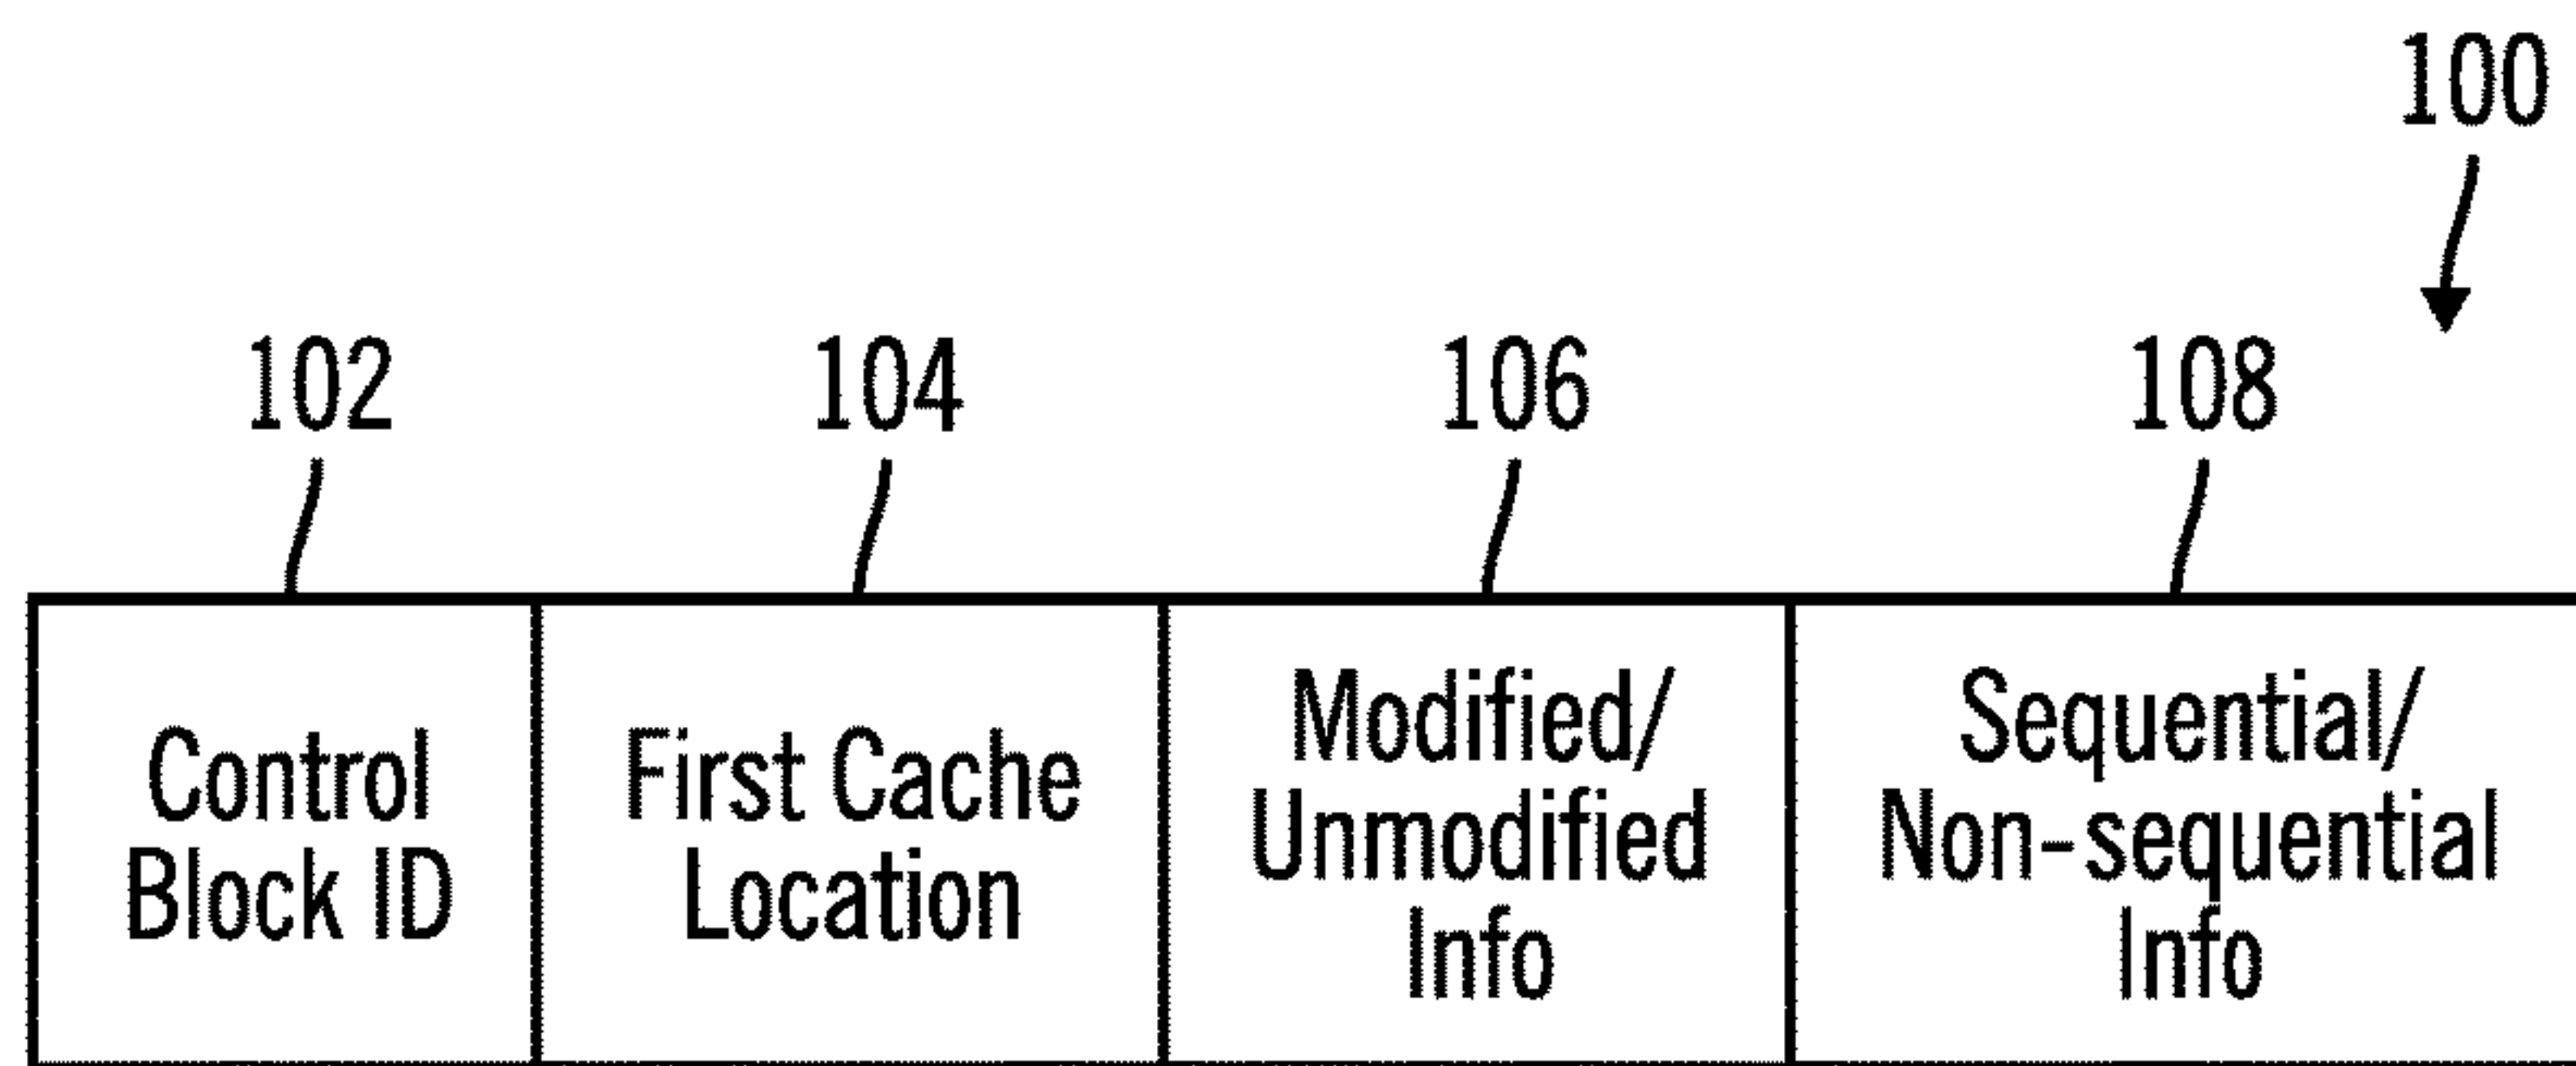 100
102
104
106
108
Control
Block ID
First Cache
Location
Modified/
Unmodified
Info
Sequential/
Non-sequential
Info